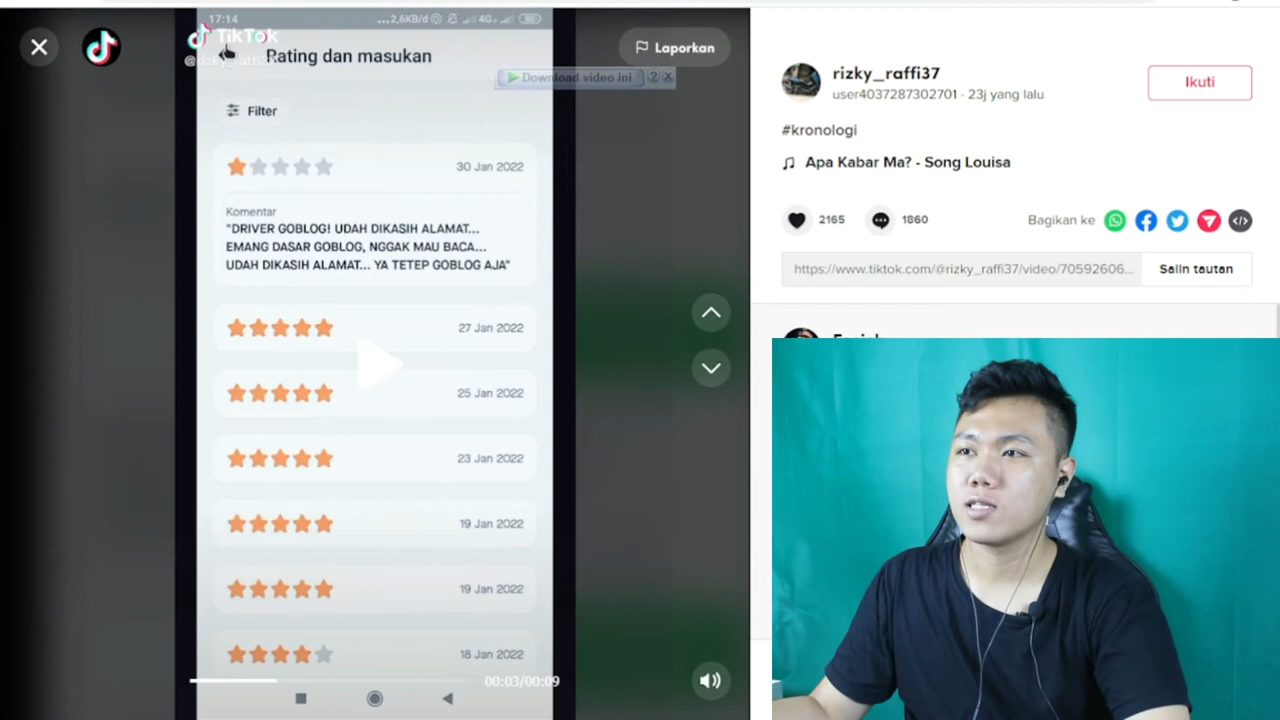 17:14
...2,6KB/d
4G
TikTok
Rating dan masukan
Laporkan
Download video ini
Filter
30 Jan 2022
Komentar
"DRIVER GOBLOG! UDAH DIKASIH ALAMAT...
EMANG DASAR GOBLOG, NGGAK MAU BACA...
UDAH DIKASIH ALAMAT... YA TETEP GOBLOG AJA"
27 Jan 2022
25 Jan 2022
23 Jan 2022
19 Jan 2022
19 Jan 2022
18 Jan 2022
00:03/00:09
rizky_raffi37
user4037287302701 · 23j yang lalu
Ikuti
#kronologi
Apa Kabar Ma? - Song Louisa
2165
1860
Bagikan ke
https://www.tiktok.com/@rizky_raffi37/video/70592606...
Salin tautan